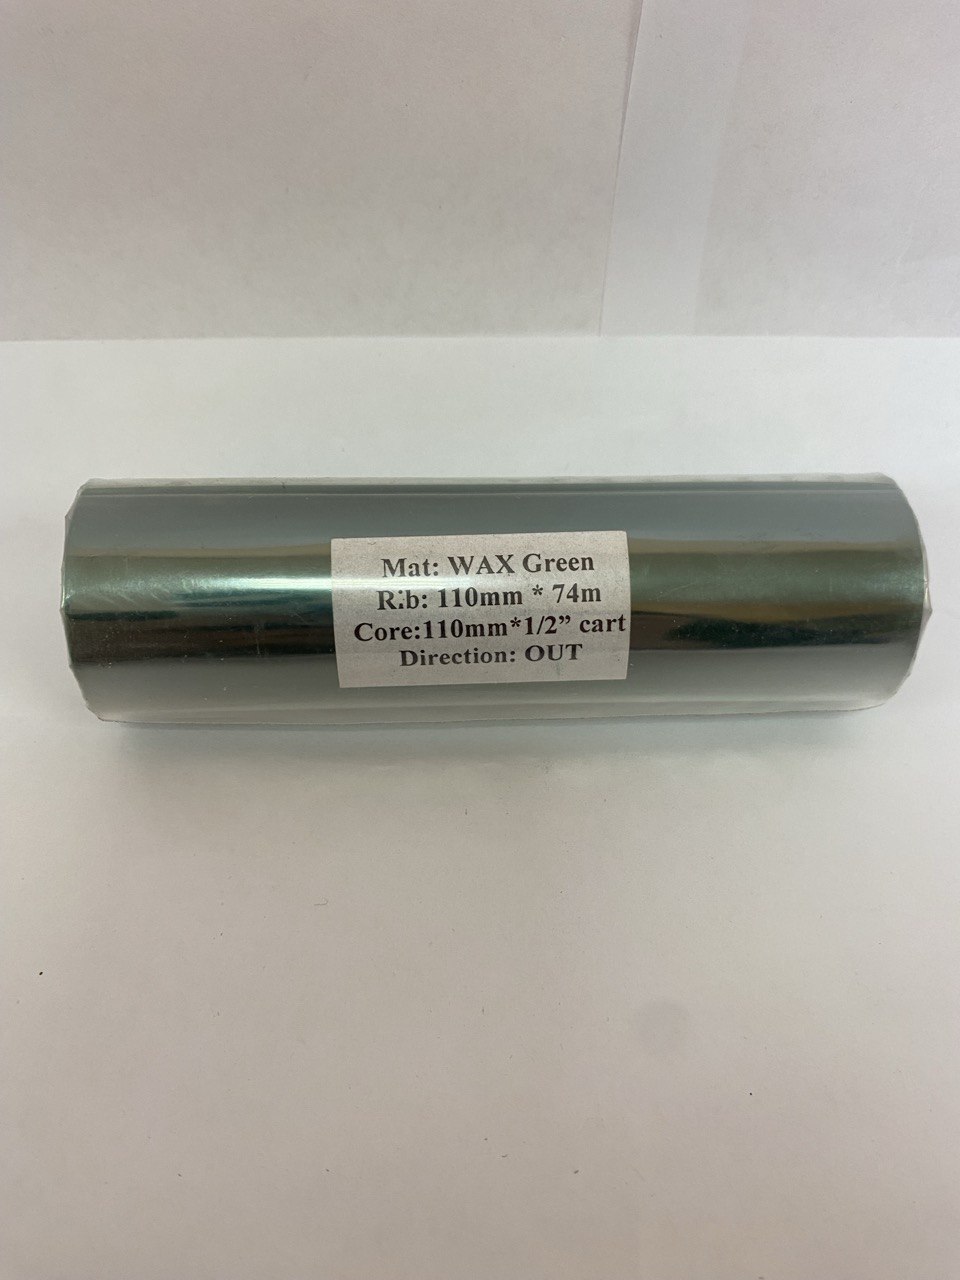 Mat: WAX Green
Rib: 110mm * 74m
Core:110mm*1/2” cart
Direction: OUT